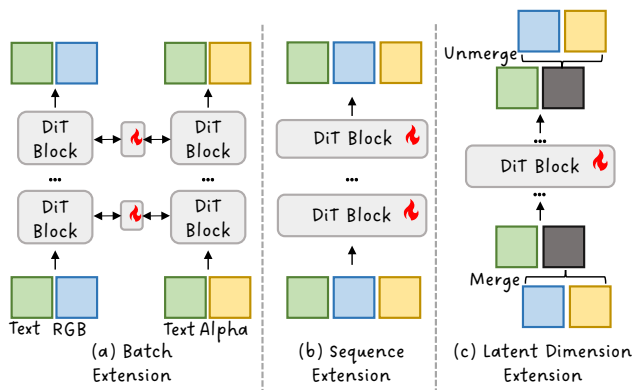 DiT
Block
DiT
Block
...
...
DiT
Block
DiT
Block
Text RGB
Text Alpha
(a) Batch
Extension
DiT Block
...
DiT Block
(b) Sequence
Extension
Unmerge
...
DiT Block
...
Merge
(c) Latent Dimension
Extension